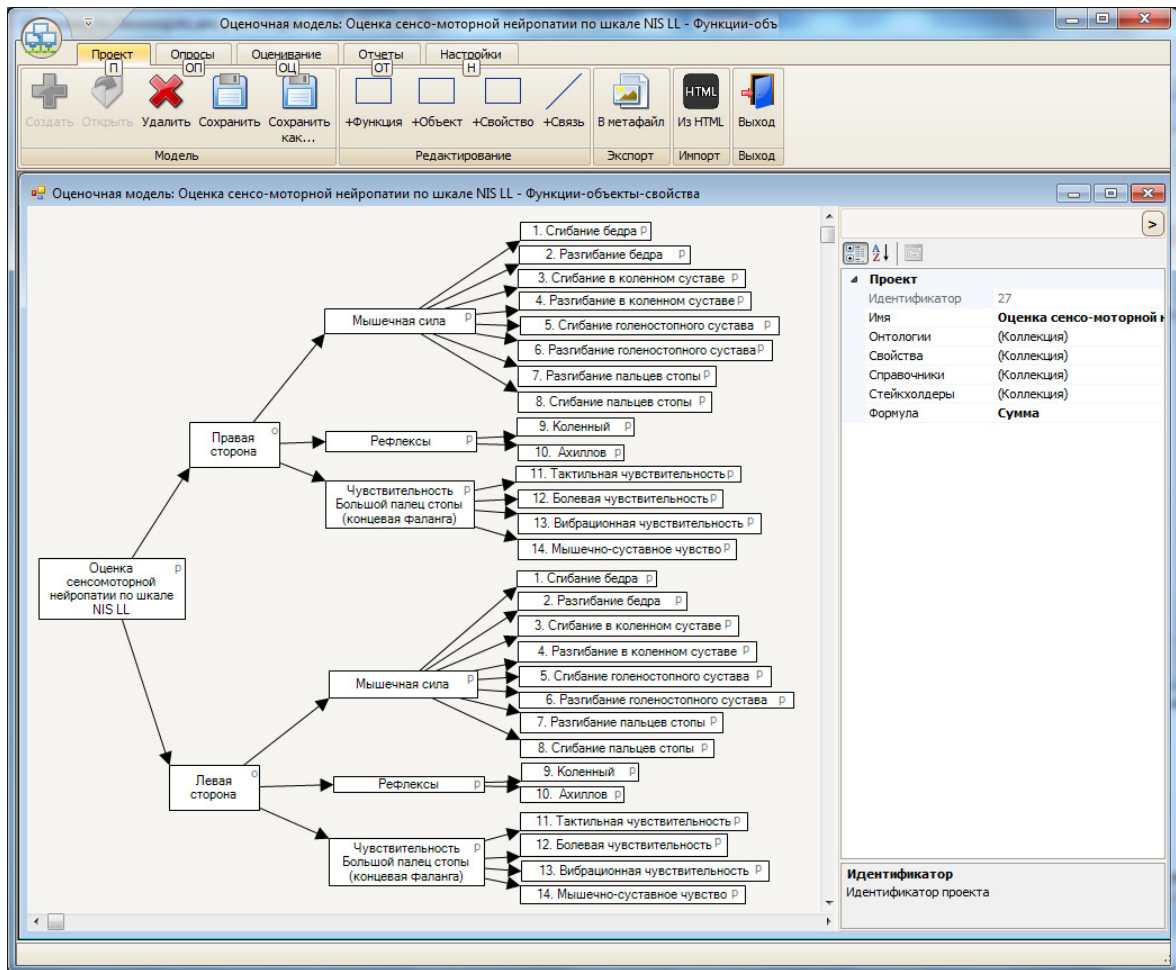 Оценочная модель: Оценка сенсо-моторной нейропатии по шкале NIS LL - Функции-объ
Проект Опросы Оценивание Отчеты Настройки
П ОП ОЦ ОТ Н
Создать Открыть Удалить Сохранить Сохранить как...
+Функция +Объект +Свойство +Связь
В метафайл
HTML
Из HTML
Выход
Модель Редактирование Экспорт Импорт Выход
Оценочная модель: Оценка сенсо-моторной нейропатии по шкале NIS LL - Функции-объекты-свойства
Оценка p
сенсомоторной
нейропатии по шкале
NIS LL
Правая o
сторона
Мышечная сила p
1. Сгибание бедра p
2. Разгибание бедра p
3. Сгибание в коленном суставе p
4. Разгибание в коленном суставе p
5. Сгибание голеностопного сустава p
6. Разгибание голеностопного сустава p
7. Разгибание пальцев стопы p
8. Сгибание пальцев стопы p
Рефлексы p
9. Коленный p
10. Ахиллов p
Чувствительность p
Большой палец стопы
(концевая фаланга)
11. Тактильная чувствительность p
12. Болевая чувствительность p
13. Вибрационная чувствительность p
14. Мышечно-суставное чувство p
Левая o
сторона
Мышечная сила p
1. Сгибание бедра p
2. Разгибание бедра p
3. Сгибание в коленном суставе p
4. Разгибание в коленном суставе p
5. Сгибание голеностопного сустава p
6. Разгибание голеностопного сустава p
7. Разгибание пальцев стопы p
8. Сгибание пальцев стопы p
Рефлексы p
9. Коленный p
10. Ахиллов p
Чувствительность p
Большой палец стопы
(концевая фаланга)
11. Тактильная чувствительность p
12. Болевая чувствительность p
13. Вибрационная чувствительность p
14. Мышечно-суставное чувство p
>
A Z
Проект
Идентификатор 27
Имя Оценка сенсо-моторной н
Онтологии (Коллекция)
Свойства (Коллекция)
Справочники (Коллекция)
Стейкхолдеры (Коллекция)
Формула Сумма
Идентификатор
Идентификатор проекта